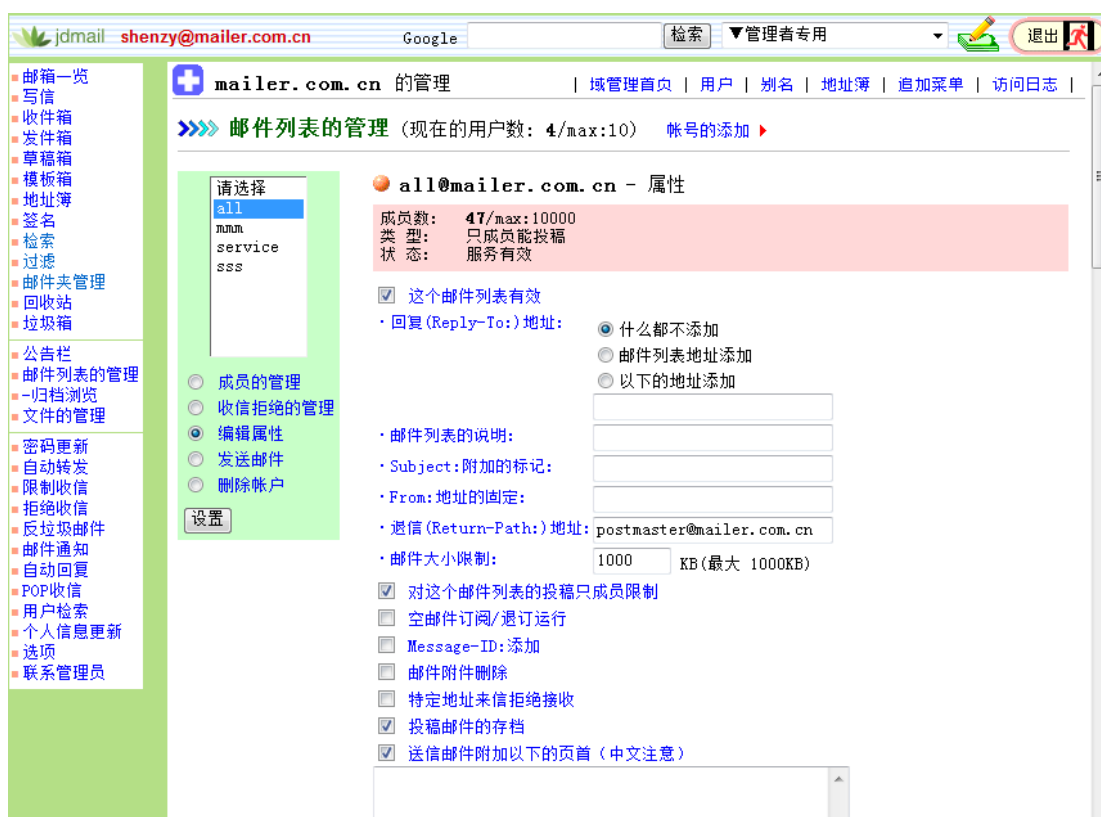 jdmail shenzy@mailer.com.cn Google 检索 ▼管理者专用 退出
邮箱一览
写信
收件箱
发件箱
草稿箱
模板箱
地址簿
签名
检索
过滤
邮件夹管理
回收站
垃圾箱
公告栏
邮件列表的管理
-归档浏览
文件的管理
密码更新
自动转发
限制收信
拒绝收信
反垃圾邮件
邮件通知
自动回复
POP收信
用户检索
个人信息更新
选项
联系管理员
mailer.com.cn 的管理 | 域管理首页 | 用户 | 别名 | 地址簿 | 追加菜单 | 访问日志 |
邮件列表的管理 (现在的用户数: 4/max:10) 帐号的添加
请选择
all
mmm
service
sss
成员的管理
收信拒绝的管理
编辑属性
发送邮件
删除帐户
设置
all@mailer.com.cn - 属性
成员数: 47/max:10000
类 型: 只成员能投稿
状 态: 服务有效
这个邮件列表有效
・回复(Reply-To:)地址: 什么都不添加
邮件列表地址添加
以下的地址添加
・邮件列表的说明:
・Subject:附加的标记:
・From:地址的固定:
・退信(Return-Path:)地址: postmaster@mailer.com.cn
・邮件大小限制: 1000 KB(最大 1000KB)
对这个邮件列表的投稿只成员限制
空邮件订阅/退订运行
Message-ID:添加
邮件附件删除
特定地址来信拒绝接收
投稿邮件的存档
送信邮件附加以下的页首（中文注意）